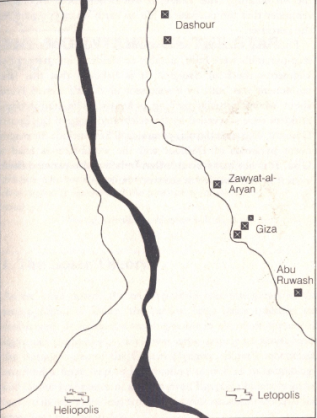 Dashour
Zawyat-al-
Aryan
Giza
Abu
Ruwash
Heliopolis
Letopolis